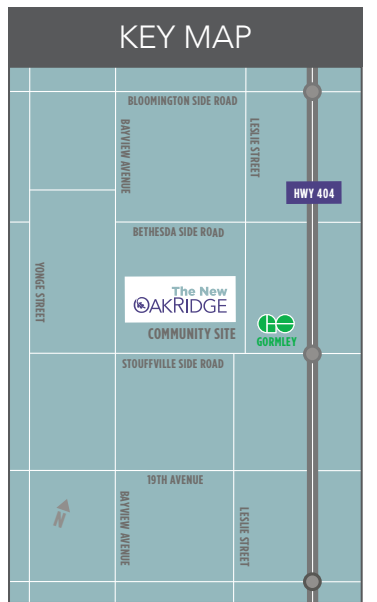 KEY MAP
BLOOMINGTON SIDE ROAD
BAYVIEW AVENUE
LESLIE STREET
HWY 404
BETHESDA SIDE ROAD
YONGE STREET
The New
OAKRIDGE
COMMUNITY SITE
GO
GORMLEY
STOUFFVILLE SIDE ROAD
19TH AVENUE
N
BAYVIEW AVENUE
LESLIE STREET